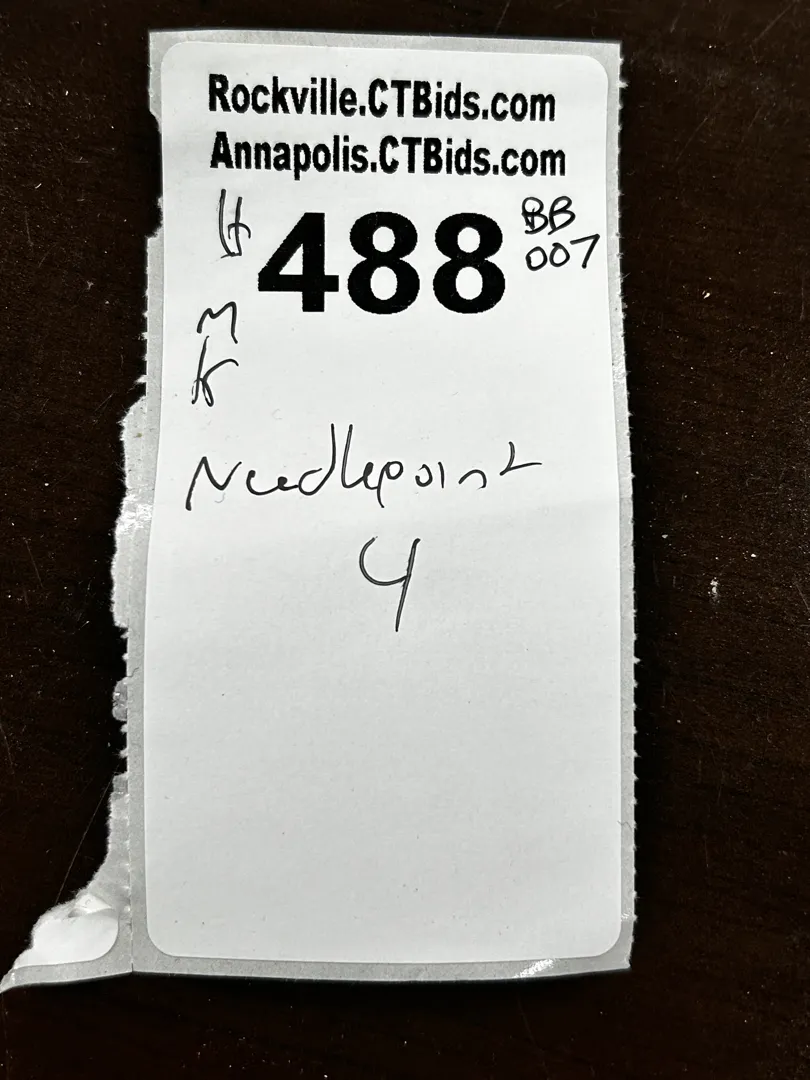 Rockville.CTBids.com
Annapolis.CTBids.com
488
BB
007
Needlepoint
4